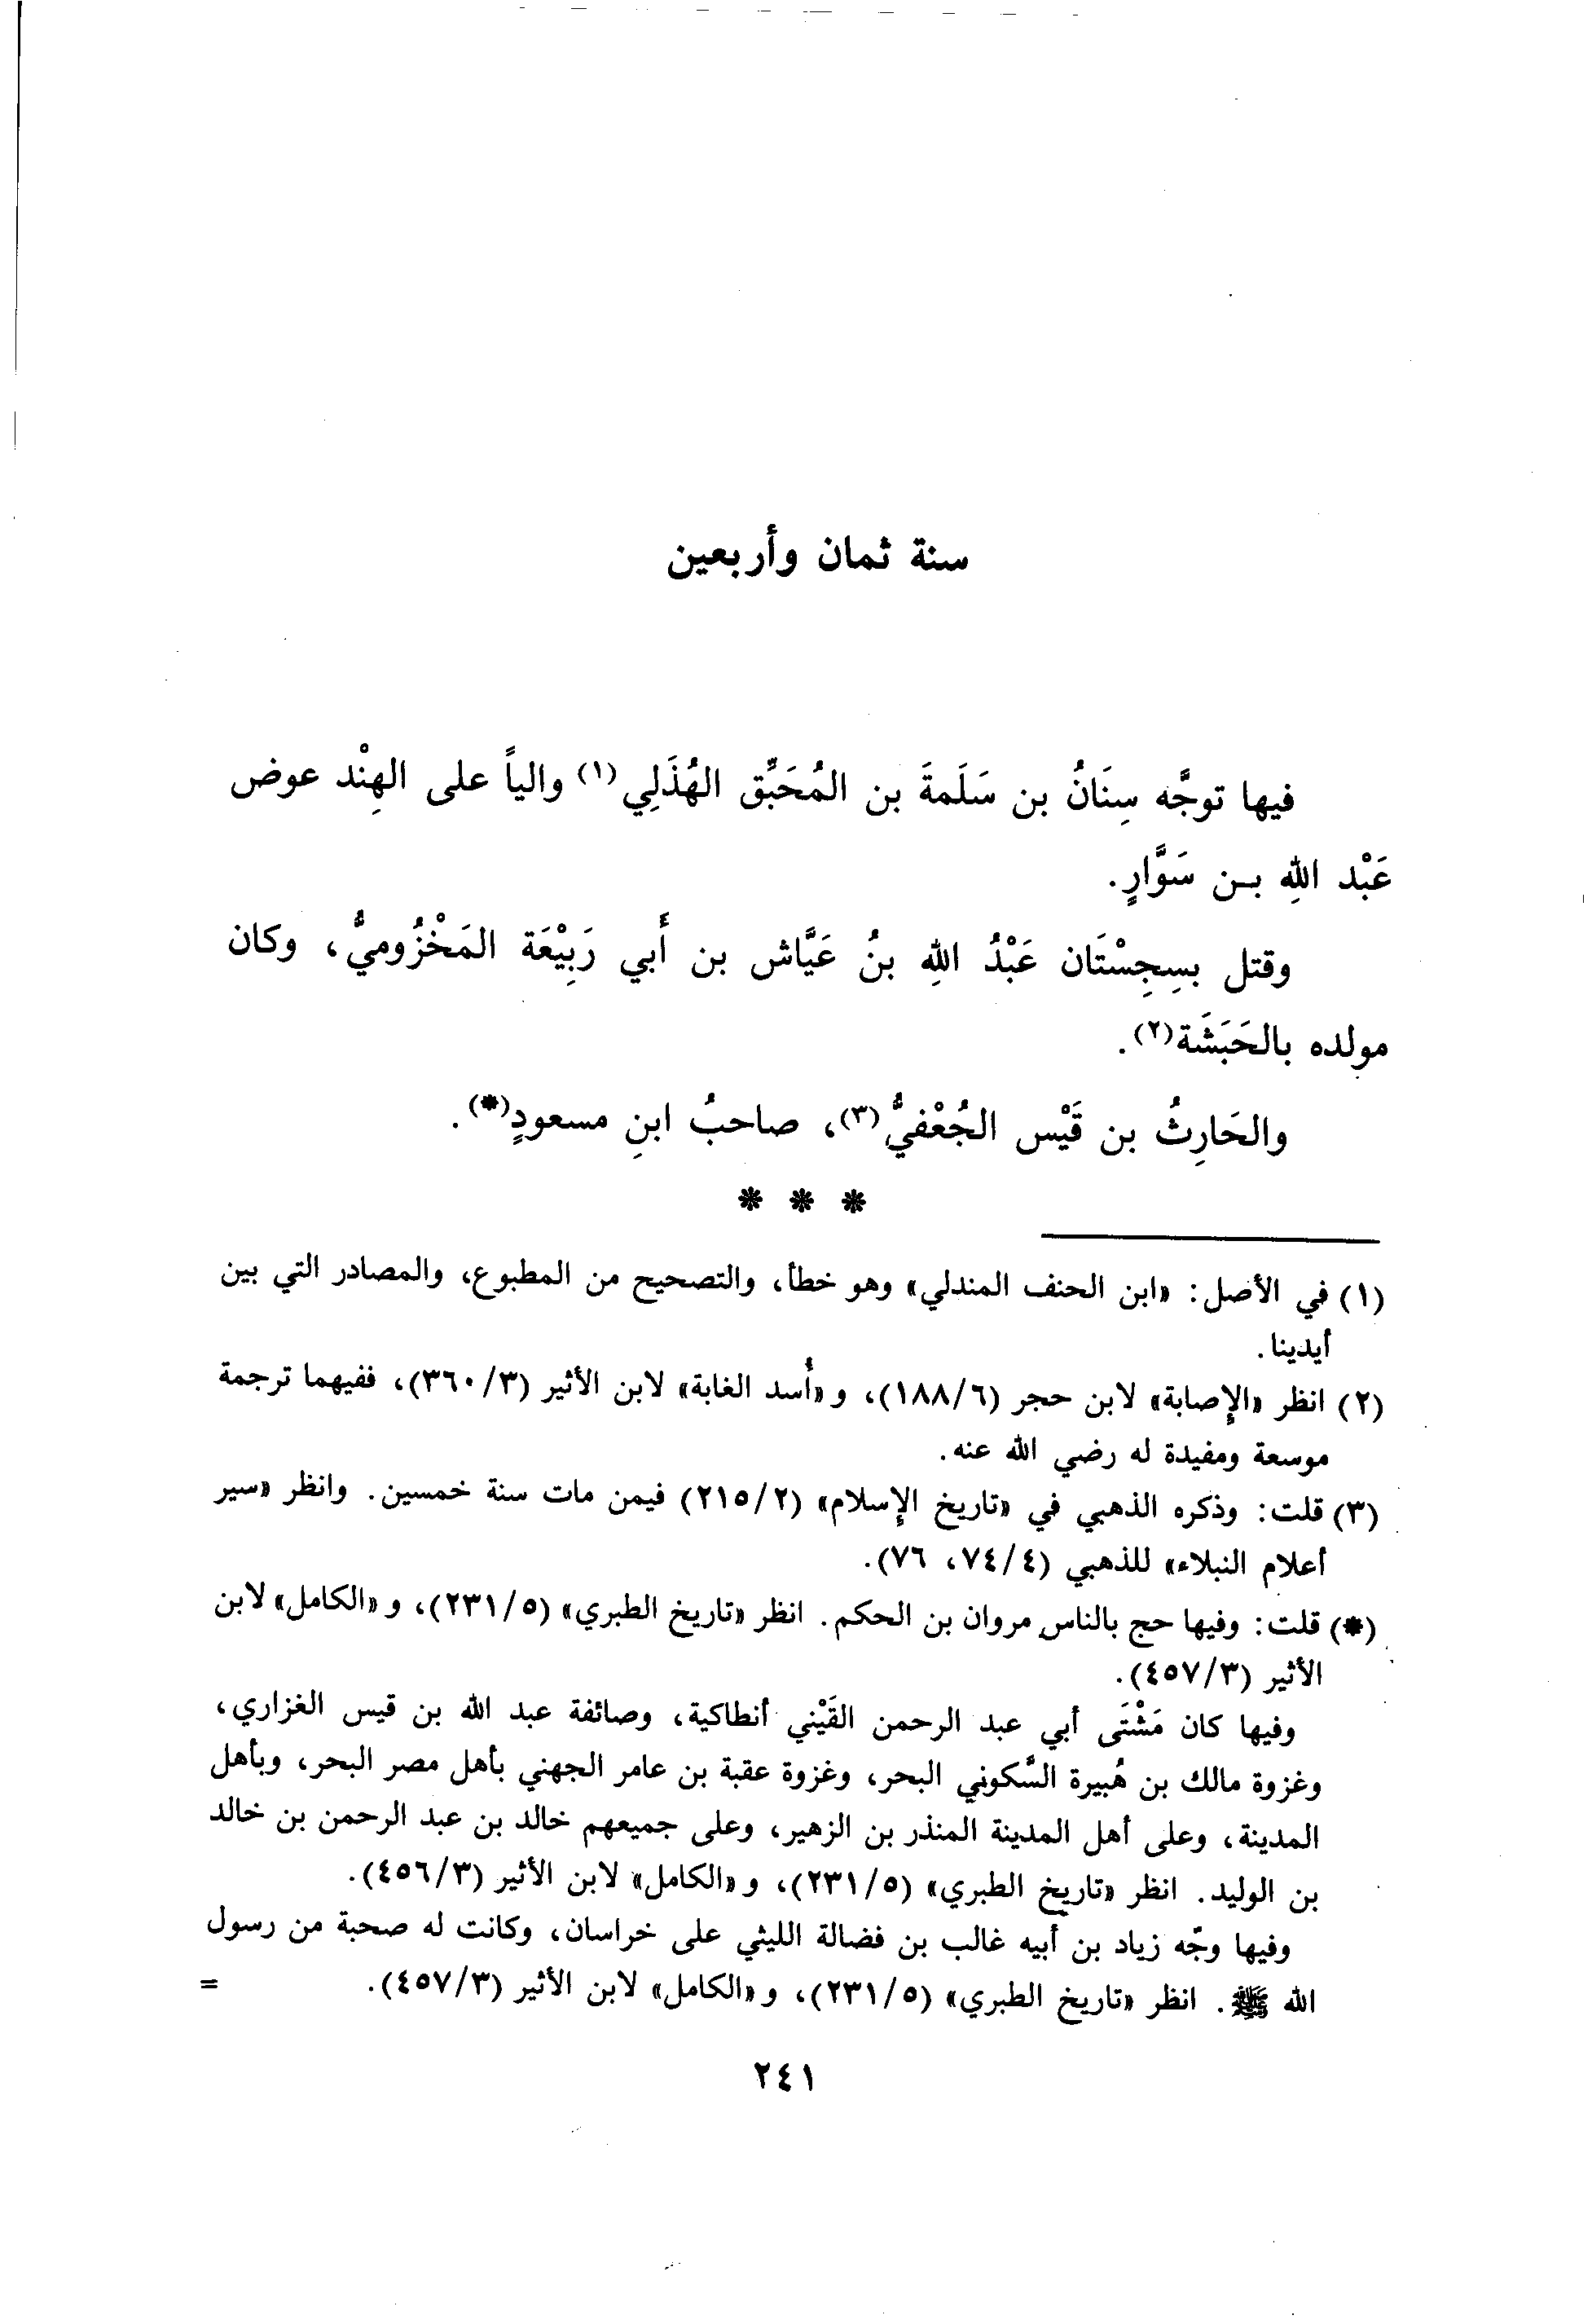 سنة ثمان وأربعين
فيها توجَّه سِنَانُ بن سَلَمةَ بن المُحَبِّق الهُذَلِي(١) والياً على الهِنْد عوض
عَبْد اللهِ بـن سَوَّارٍ.
وقتل بسِجِسْتَان عَبْدُ اللهِ بنُ عَيَّاش بن أَبي رَبِيْعَة المَخْزُوميُّ، وكان
مولده بالحَبَشَة(٢).
والحَارِثُ بن قَيْس الجُعْفيُّ(٣)، صاحبُ ابنِ مسعودٍ(*).
* * *
(١) في الأصل: «ابن الحنف المندلي» وهو خطأ، والتصحيح من المطبوع، والمصادر التي بين
أيدينا.
(٢) انظر «الإصابة» لابن حجر (١٨٨/٦)، و«أُسد الغابة» لابن الأثير (٣٦٠/٣)، ففيهما ترجمة
موسعة ومفيدة له رضي الله عنه.
(٣) قلت: وذكره الذهبي في «تاريخ الإسلام» (٢١٥/٢) فيمن مات سنة خمسين. وانظر «سير
أعلام النبلاء» للذهبي (٧٤/٤، ٧٦).
(*) قلت: وفيها حج بالناس مروان بن الحكم. انظر «تاريخ الطبري» (٢٣١/٥)، و«الكامل» لابن
الأثير (٤٥٧/٣).
وفيها كان مَشْتَى أبي عبد الرحمن القَيْني أنطاكية، وصائفة عبد الله بن قيس الغزاري،
وغزوة مالك بن هُبيرة السَّكوني البحر، وغزوة عقبة بن عامر الجهني بأهل مصر البحر، وبأهل
المدينة، وعلى أهل المدينة المنذر بن الزهير، وعلى جميعهم خالد بن عبد الرحمن بن خالد
بن الوليد. انظر «تاريخ الطبري» (٢٣١/٥)، و«الكامل» لابن الأثير (٤٥٦/٣).
وفيها وجّه زياد بن أبيه غالب بن فضالة الليثي على خراسان، وكانت له صحبة من رسول
الله ﷺ. انظر «تاريخ الطبري» (٢٣١/٥)، و«الكامل» لابن الأثير (٤٥٧/٣). =
٢٤١